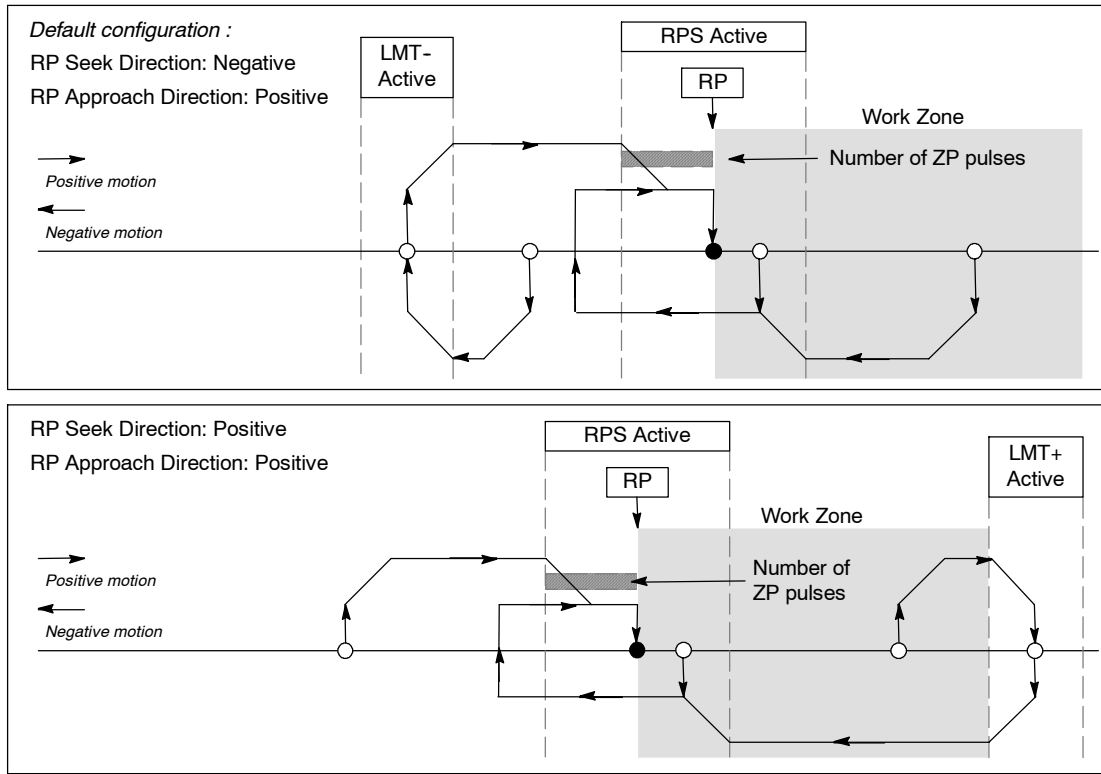 Default configuration :
RP Seek Direction: Negative
RP Approach Direction: Positive
LMT-
Active
RPS Active
RP
Work Zone
Number of ZP pulses
Positive motion
Negative motion
RP Seek Direction: Positive
RP Approach Direction: Positive
RPS Active
LMT+
Active
RP
Work Zone
Number of
ZP pulses
Positive motion
Negative motion